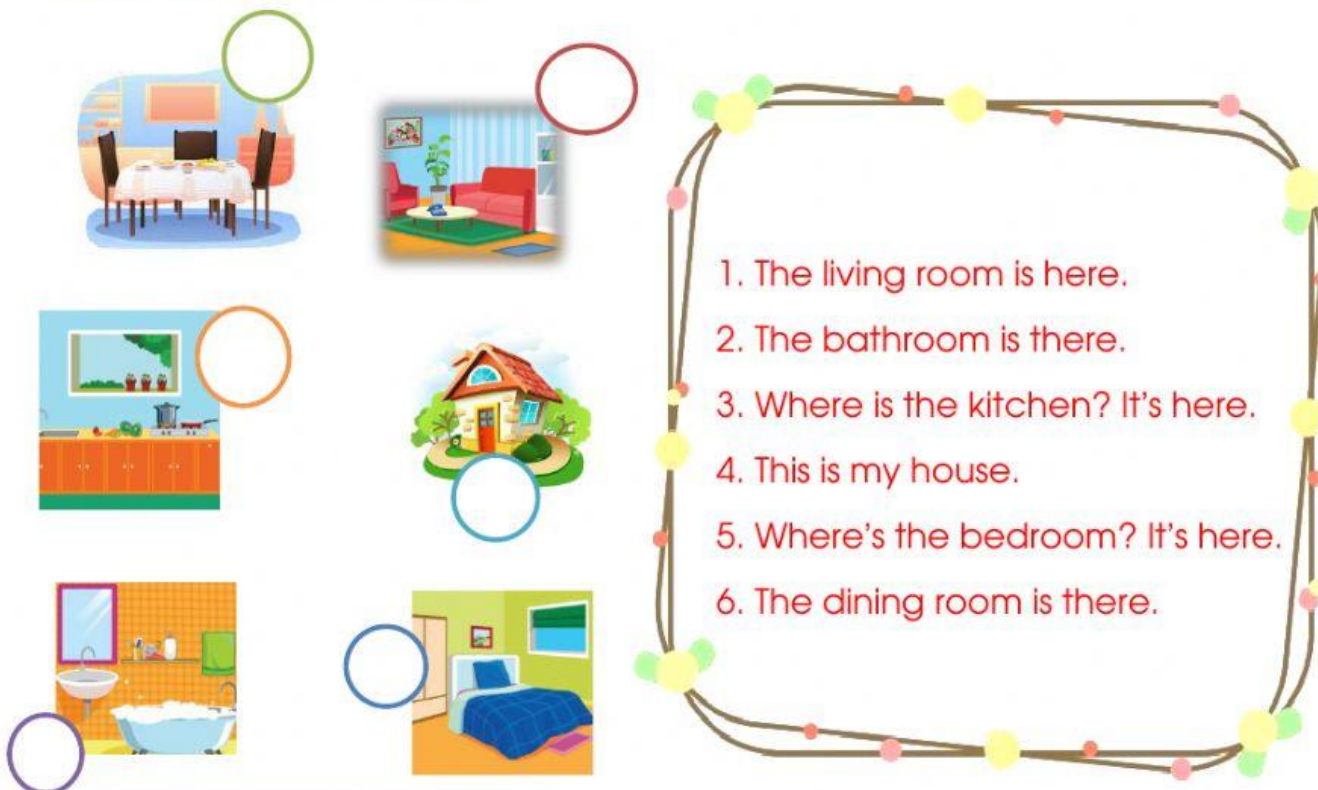 1. The living room is here.
2. The bathroom is there.
3. Where is the kitchen? It's here.
4. This is my house.
5. Where's the bedroom? It's here.
6. The dining room is there.